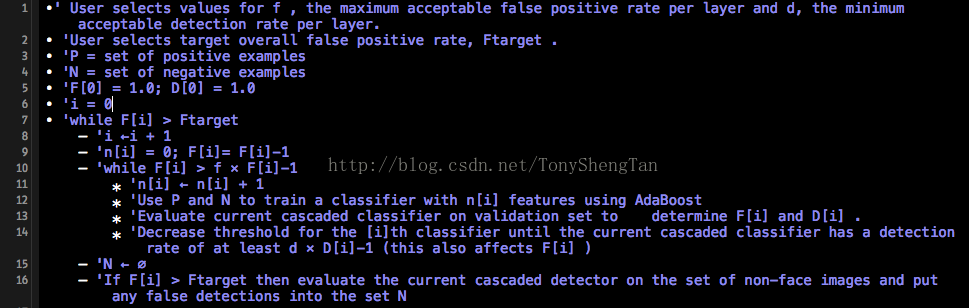 1 •' User selects values for f , the maximum acceptable false positive rate per layer and d, the minimum
acceptable detection rate per layer.
2 • 'User selects target overall false positive rate, Ftarget .
3 • 'P = set of positive examples
4 • 'N = set of negative examples
5 • 'F[0] = 1.0; D[0] = 1.0
6 • 'i = 0
7 • 'while F[i] > Ftarget
8 – 'i ←i + 1
9 – 'n[i] = 0; F[i]= F[i]-1
http://blog.csdn.net/TonyShengTan
10 – 'while F[i] > f × F[i]-1
11 * 'n[i] ← n[i] + 1
12 * 'Use P and N to train a classifier with n[i] features using AdaBoost
13 * 'Evaluate current cascaded classifier on validation set to    determine F[i] and D[i] .
14 * 'Decrease threshold for the [i]th classifier until the current cascaded classifier has a detection
rate of at least d × D[i]-1 (this also affects F[i] )
15 – 'N ← ∅
16 – 'If F[i] > Ftarget then evaluate the current cascaded detector on the set of non-face images and put
any false detections into the set N